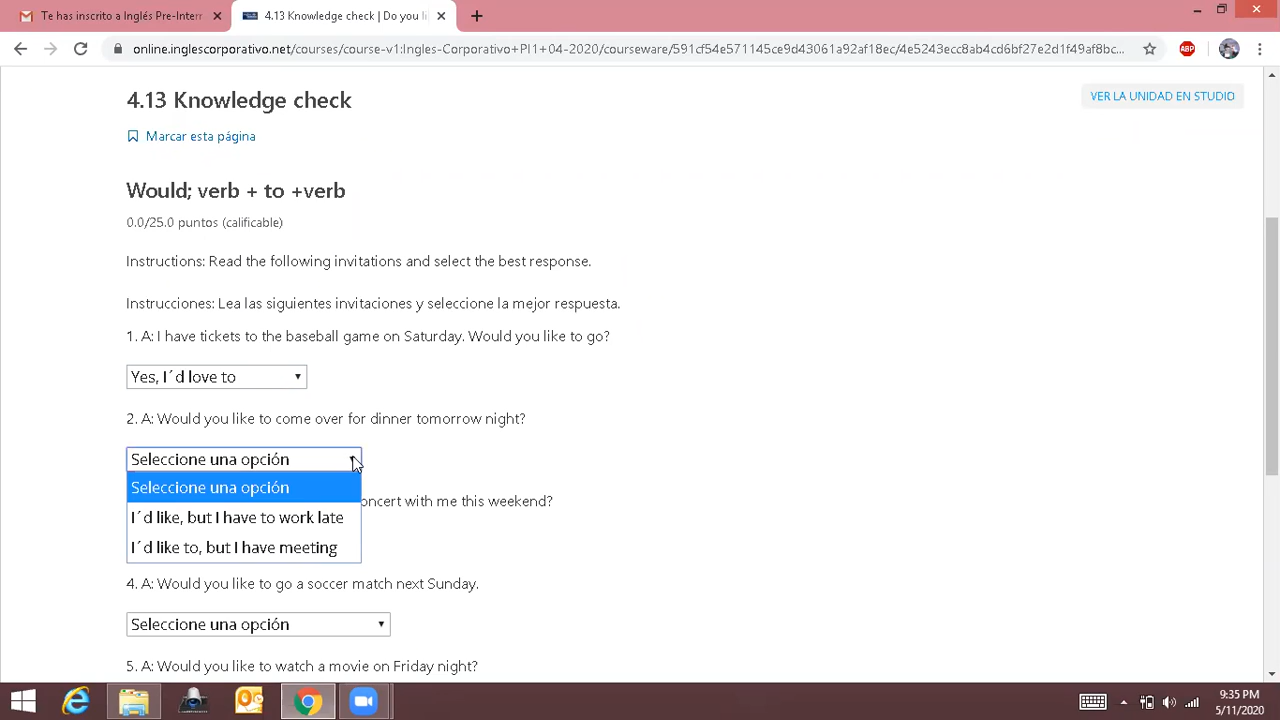 Te has inscrito a Inglés Pre-Intern
4.13 Knowledge check | Do you li
online.inglescorporativo.net/courses/course-v1:Ingles-Corporativo+PI1+04-2020/courseware/591cf54e571145ce9d43061a92af18ec/4e5243ecc8ab4cd6bf27e2d1f49af8bc...
ABP
4.13 Knowledge check
VER LA UNIDAD EN STUDIO
Marcar esta página
Would; verb + to +verb
0.0/25.0 puntos (calificable)
Instructions: Read the following invitations and select the best response.
Instrucciones: Lea las siguientes invitaciones y seleccione la mejor respuesta.
1. A: I have tickets to the baseball game on Saturday. Would you like to go?
Yes, I´d love to
2. A: Would you like to come over for dinner tomorrow night?
Seleccione una opción
Seleccione una opción
oncert with me this weekend?
I´d like, but I have to work late
I´d like to, but I have meeting
4. A: Would you like to go a soccer match next Sunday.
Seleccione una opción
5. A: Would you like to watch a movie on Friday night?
9:35 PM
5/11/2020